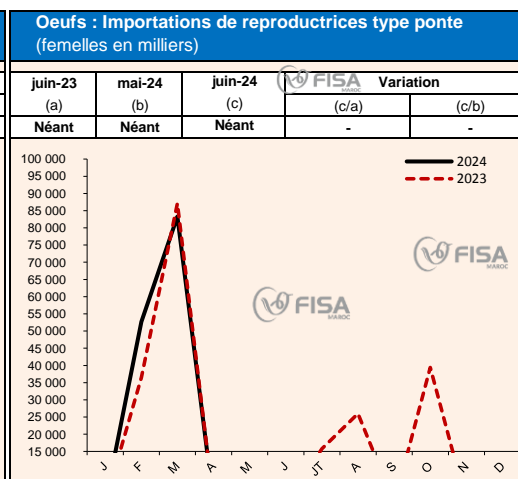 Oeufs : Importations de reproductrices type ponte
(femelles en milliers)
juin-23 mai-24 juin-24 FISA MAROC Variation
(a) (b) (c) (c/a) (c/b)
Néant Néant Néant - -
100 000
95 000
90 000
85 000
80 000
75 000
70 000
65 000
60 000
55 000
50 000
45 000
40 000
35 000
30 000
25 000
20 000
15 000
2024
2023
FISA
MAROC
FISA
MAROC
J F M A M J JT A S O N D